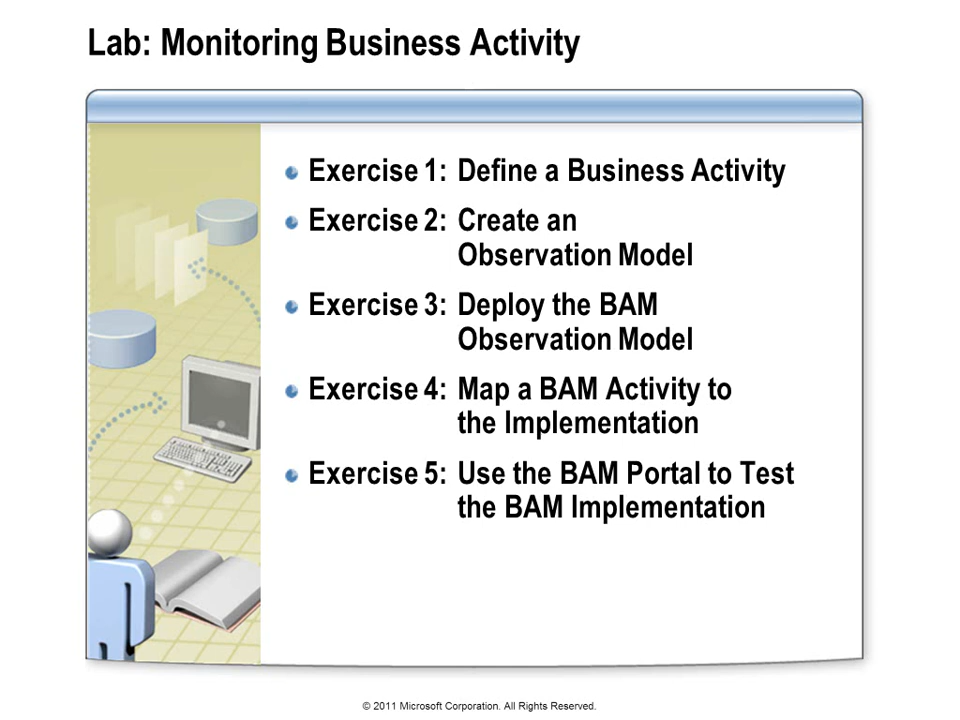 Lab: Monitoring Business Activity
Exercise 1: Define a Business Activity
Exercise 2: Create an
Observation Model
Exercise 3: Deploy the BAM
Observation Model
Exercise 4: Map a BAM Activity to
the Implementation
Exercise 5: Use the BAM Portal to Test
the BAM Implementation
© 2011 Microsoft Corporation. All Rights Reserved.